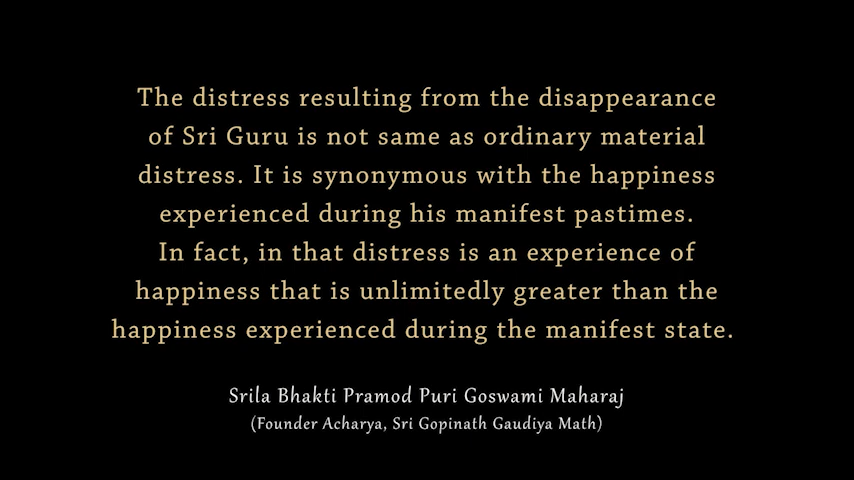 The distress resulting from the disappearance
of Sri Guru is not same as ordinary material
distress. It is synonymous with the happiness
experienced during his manifest pastimes.
In fact, in that distress is an experience of
happiness that is unlimitedly greater than the
happiness experienced during the manifest state.
Srila Bhakti Pramod Puri Goswami Maharaj
(Founder Acharya, Sri Gopinath Gaudiya Math)